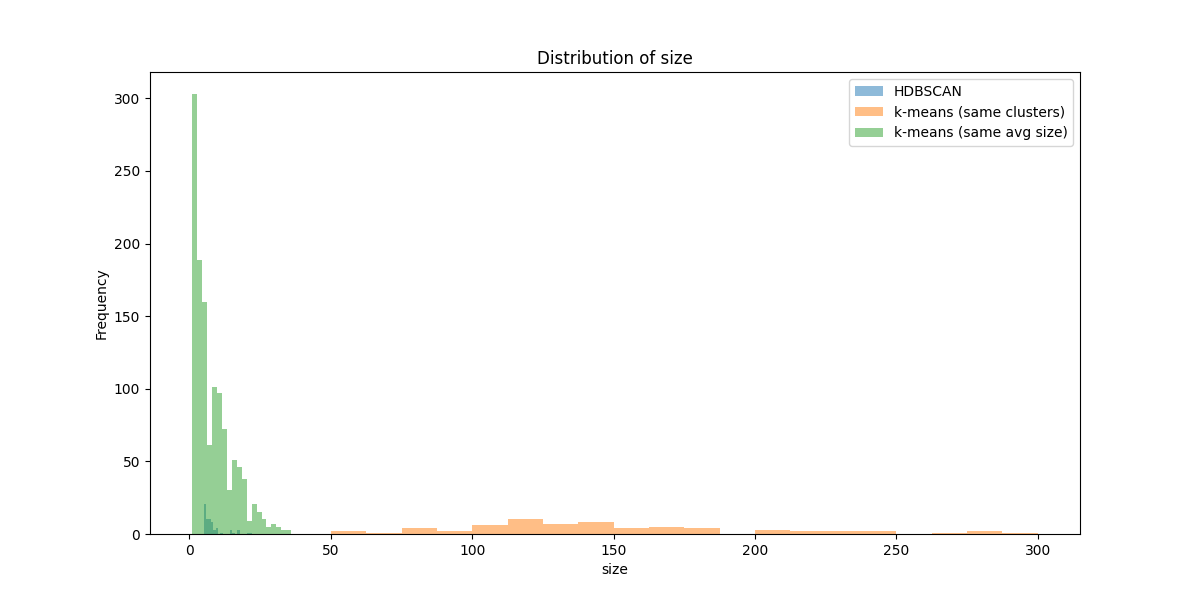 Distribution of size
HDBSCAN
k-means (same clusters)
k-means (same avg size)
Frequency
300
250
200
150
100
50
0
0 50 100 150 200 250 300
size